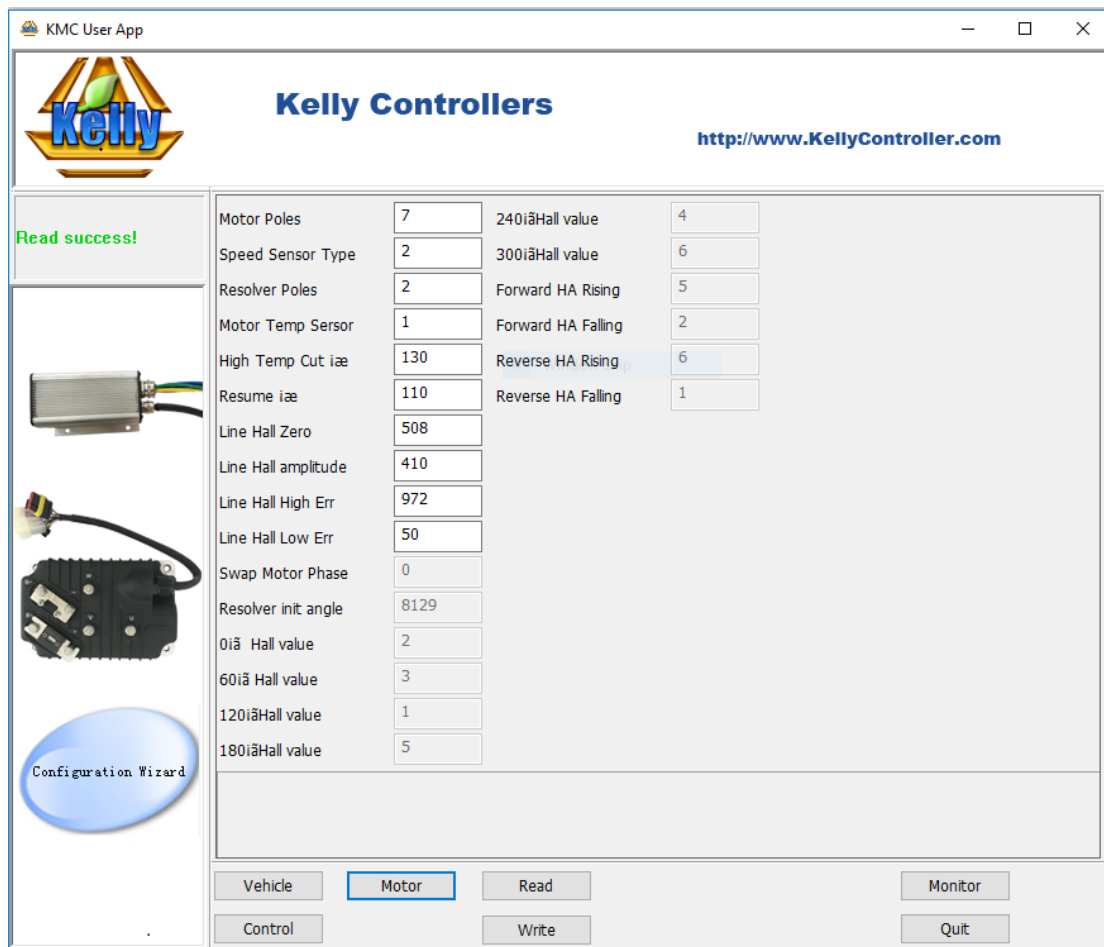 KMC User App
Kelly
Kelly Controllers
http://www.KellyController.com
Read success!
Motor Poles 7 240iãHall value 4
Speed Sensor Type 2 300iãHall value 6
Resolver Poles 2 Forward HA Rising 5
Motor Temp Sersor 1 Forward HA Falling 2
High Temp Cut iæ 130 Reverse HA Rising 6
Resume iæ 110 Reverse HA Falling 1
Line Hall Zero 508
Line Hall amplitude 410
Line Hall High Err 972
Line Hall Low Err 50
Swap Motor Phase 0
Resolver init angle 8129
0iã Hall value 2
60iã Hall value 3
120iãHall value 1
180iãHall value 5
Configuration Wizard
Vehicle Motor Read Monitor
Control Write Quit